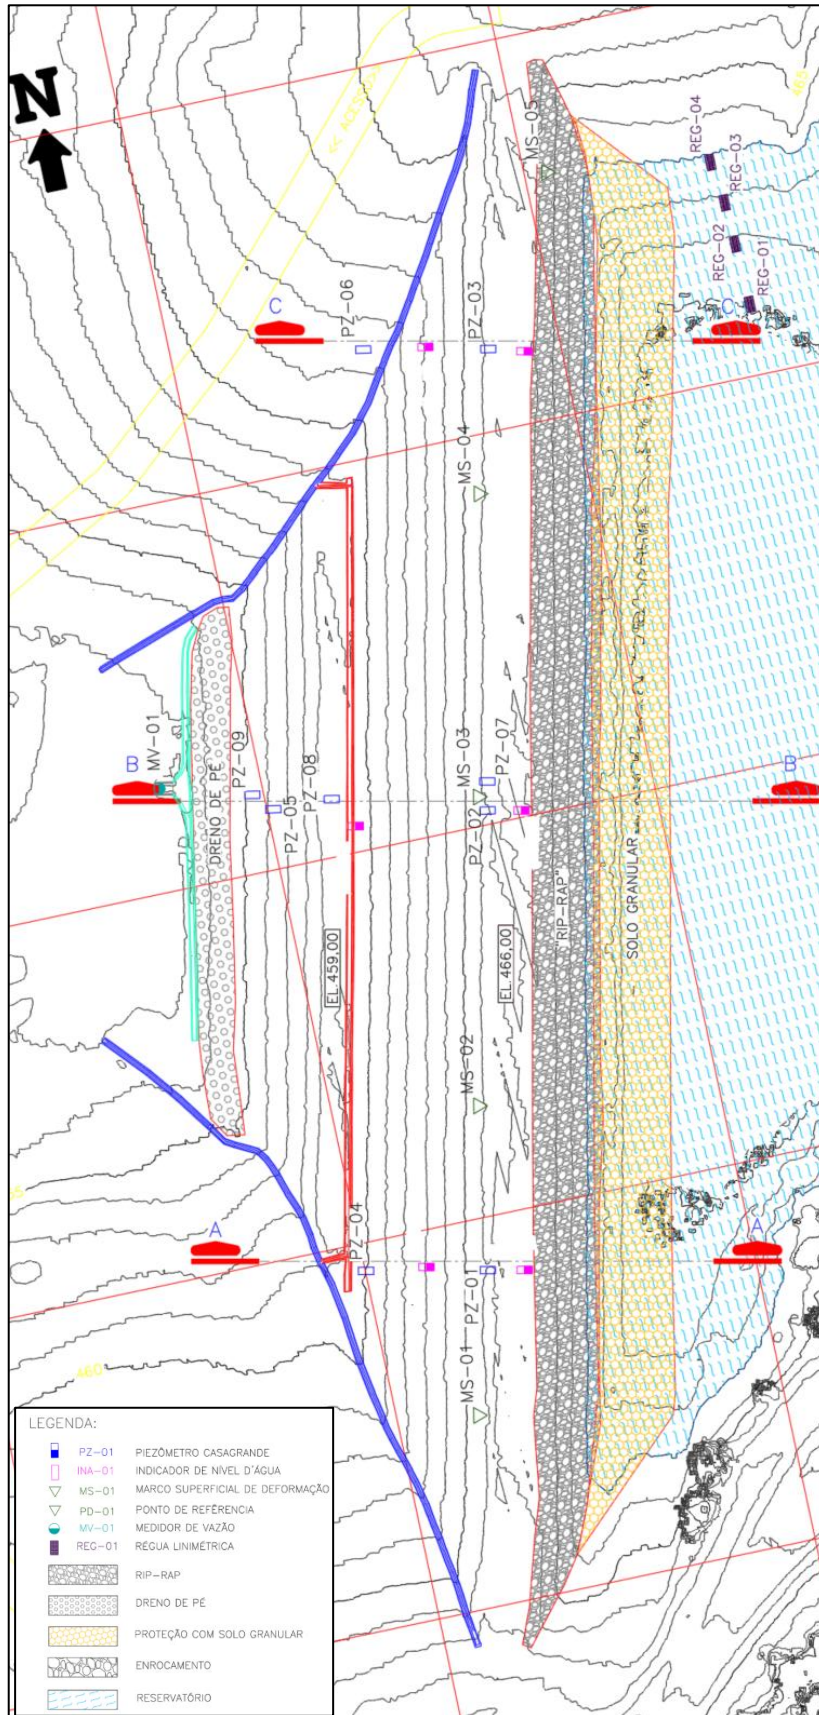 N
<< ACESSO>>
465
MS-05
REG-04
REG-03
REG-02
REG-01
C
C
PZ-06
PZ-03
MS-04
MV-01
B
B
PZ-09
DRENO DE PÉ
PZ-05
PZ-08
MS-03
PZ-07
PZ-02
"RIP-RAP"
SOLO GRANULAR
EL.459,00
EL.466,00
MS-02
A
A
PZ-04
PZ-01
MS-01
460
LEGENDA:
PZ-01 PIEZÔMETRO CASAGRANDE
INA-01 INDICADOR DE NÍVEL D'ÁGUA
MS-01 MARCO SUPERFICIAL DE DEFORMAÇÃO
PD-01 PONTO DE REFÊRENCIA
MV-01 MEDIDOR DE VAZÃO
REG-01 RÉGUA LINIMÉTRICA
RIP-RAP
DRENO DE PÉ
PROTEÇÃO COM SOLO GRANULAR
ENROCAMENTO
RESERVATÓRIO